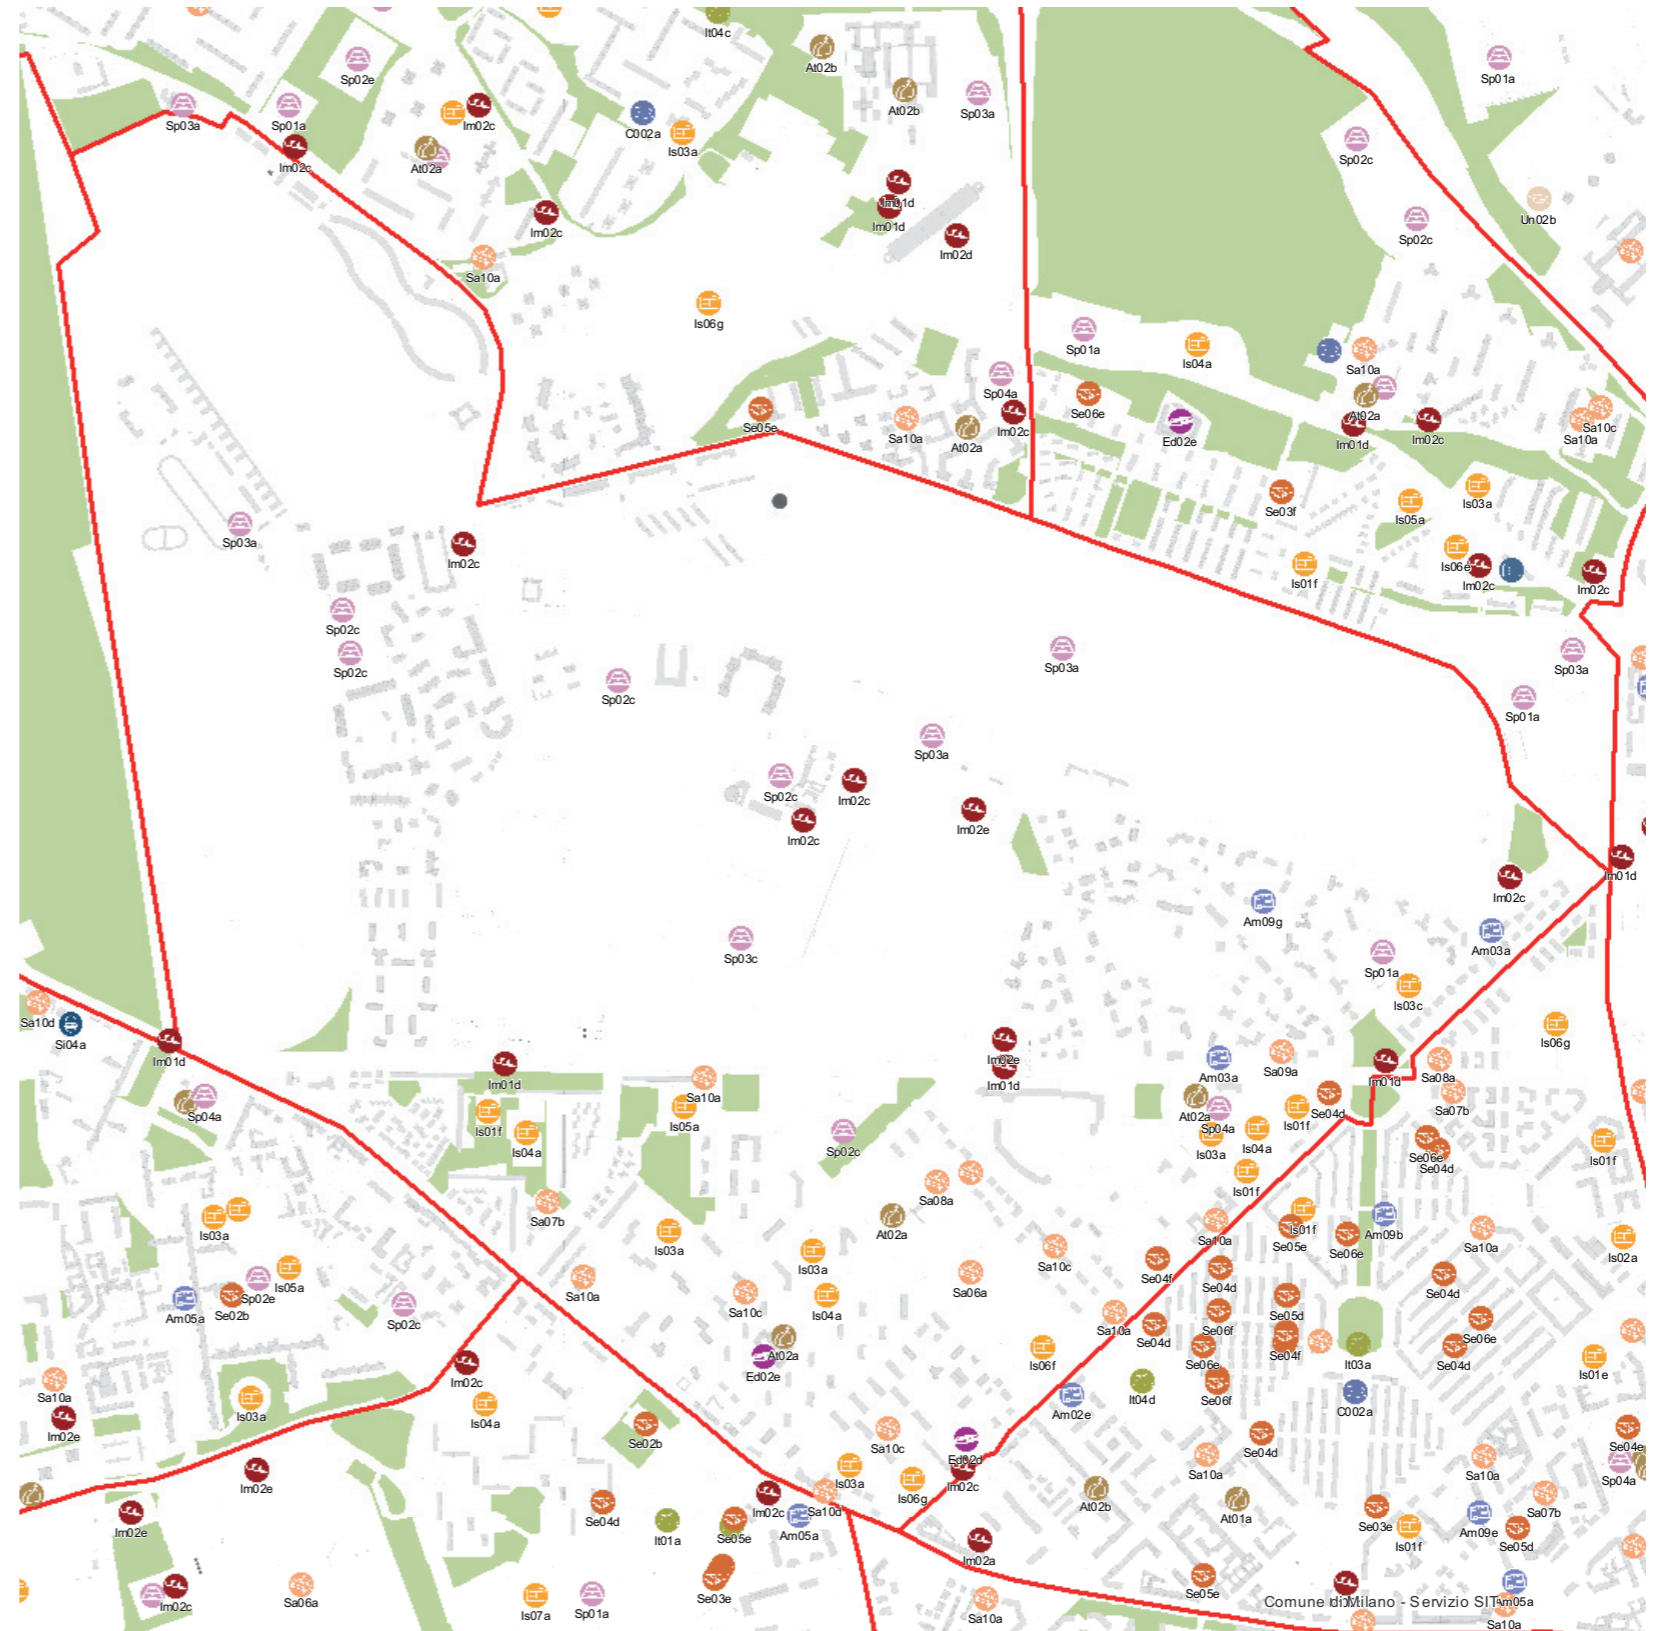 It04c
At02b
Sp02e
Sp01a
At02b
Sp03a
Sp03a
Sp01a
Im02c
C002a
Is03a
Sp02c
Im02c
At02a
Im01d
Un02b
Im02c
Im01d
Sp02c
Im02d
Sa10a
Is06g
Sp01a
Is04a
Sa10a
Sp04a
Se06e
At02a
Se05e
Sa10a
At02a
Im02c
Ed02e
Im01d
Im02c
Sa10c
Sa10a
Se03f
Is05a
Is03a
Sp03a
Im02c
Is01f
Is06e
Im02c
Im02c
Sp02c
Sp02c
Sp02c
Sp03a
Sp03a
Sp01a
Sp03a
Sp02c
Im02c
Im02c
Im02e
Im01d
Im02c
Am09g
Am03a
Sp03c
Sp01a
Is03c
Sa10d
Si04a
Im01d
Im02e
Im01d
Im01d
Am03a
Sa09a
Im01d
Sa08a
Is06g
Sp04a
Sa10a
Is01f
Is05a
At02a
Sp04a
Is01f
Se04d
Sa07b
Is04a
Sp02c
Is03a
Is04a
Se06e
Se04d
Is01f
Is01f
Sa08a
Sa07b
Is03a
Is03a
At02a
Is03a
Sa10c
Sa10a
Is01f
Se05e
Se06e
Am09b
Sa10a
Is02a
Am05a
Se02b
Sp02e
Is05a
Sp02c
Sa10a
Sa10c
Is04a
Sa06a
Se04f
Se04d
Se04d
Sa10a
Se04d
Se06f
Se05d
Se06e
At02a
Ed02e
Is06f
Se06e
Se04f
It03a
Se04d
Is01e
Sa10a
Im02c
Im02e
Is03a
Is04a
Am02e
It04d
Se06f
C002a
Se02b
Sa10c
Ed02d
Se04d
Sa10a
Sa10a
Se04e
Sp04a
Im02e
Is03a
Is06g
Im02c
At02b
At01a
Im02e
Se04d
It01a
Se05e
Im02c
Am05a
Sa10d
Se03e
Is01f
Am09e
Sa07b
Se05d
Im02a
Im02c
Sa06a
Is07a
Sp01a
Se03e
Sa10a
Se05e
Comune di Milano - Servizio SIT
Am05a
Sa10a